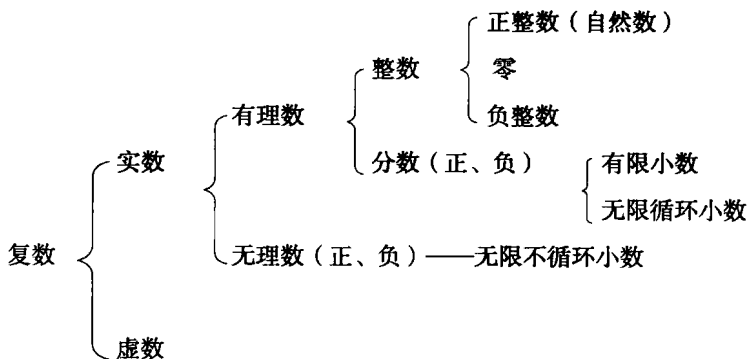 正整数（自然数）
整数 零
有理数 负整数
实数 分数（正、负） 有限小数
无限循环小数
复数 无理数（正、负）——无限不循环小数
虚数